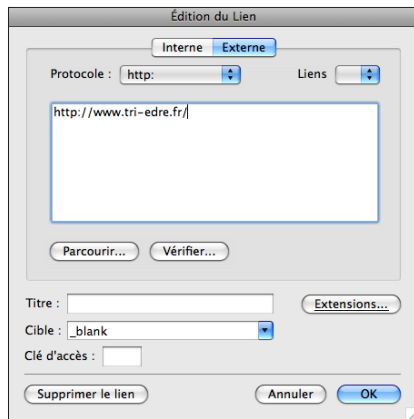 Édition du Lien
Interne Externe
Protocole : http: Liens
http://www.tri-edre.fr/
Parcourir... Vérifier...
Titre : Extensions...
Cible : _blank
Clé d'accès :
Supprimer le lien Annuler OK